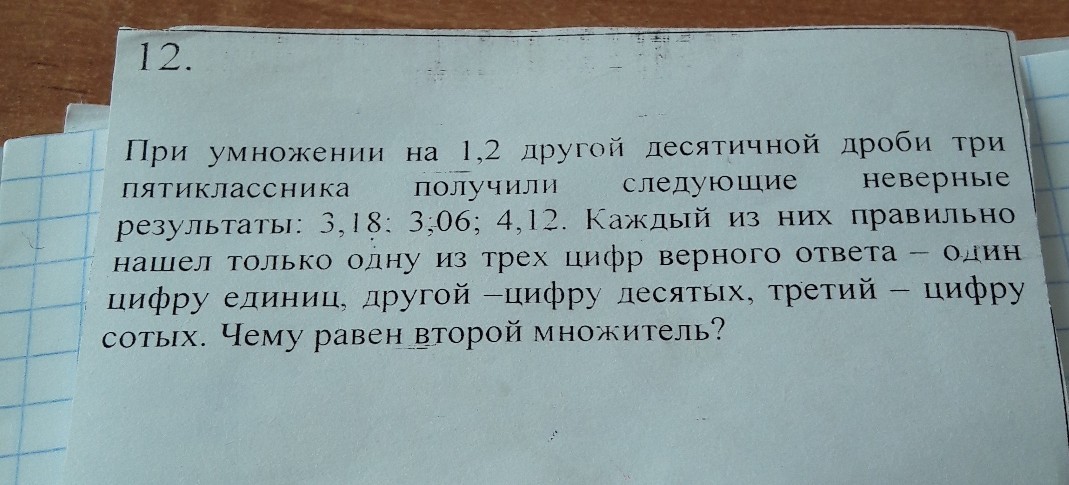 12.
При умножении на 1,2 другой десятичной дроби три
пятиклассника получили следующие неверные
результаты: 3,18; 3,06; 4,12. Каждый из них правильно
нашел только одну из трех цифр верного ответа – один
цифру единиц, другой –цифру десятых, третий – цифру
сотых. Чему равен второй множитель?